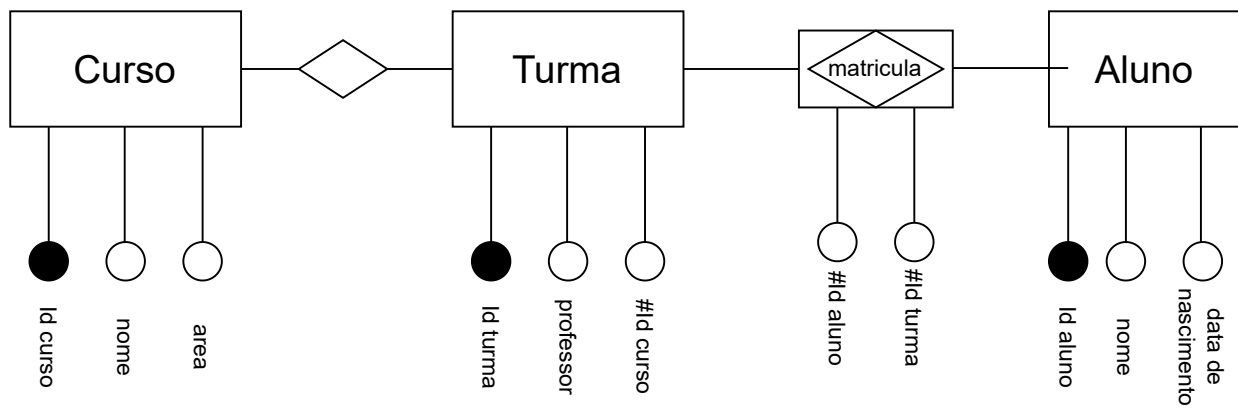 Curso
Turma
matricula
Aluno
Id curso
nome
area
Id turma
professor
#Id curso
#Id aluno
#Id turma
Id aluno
nome
data de
nascimento